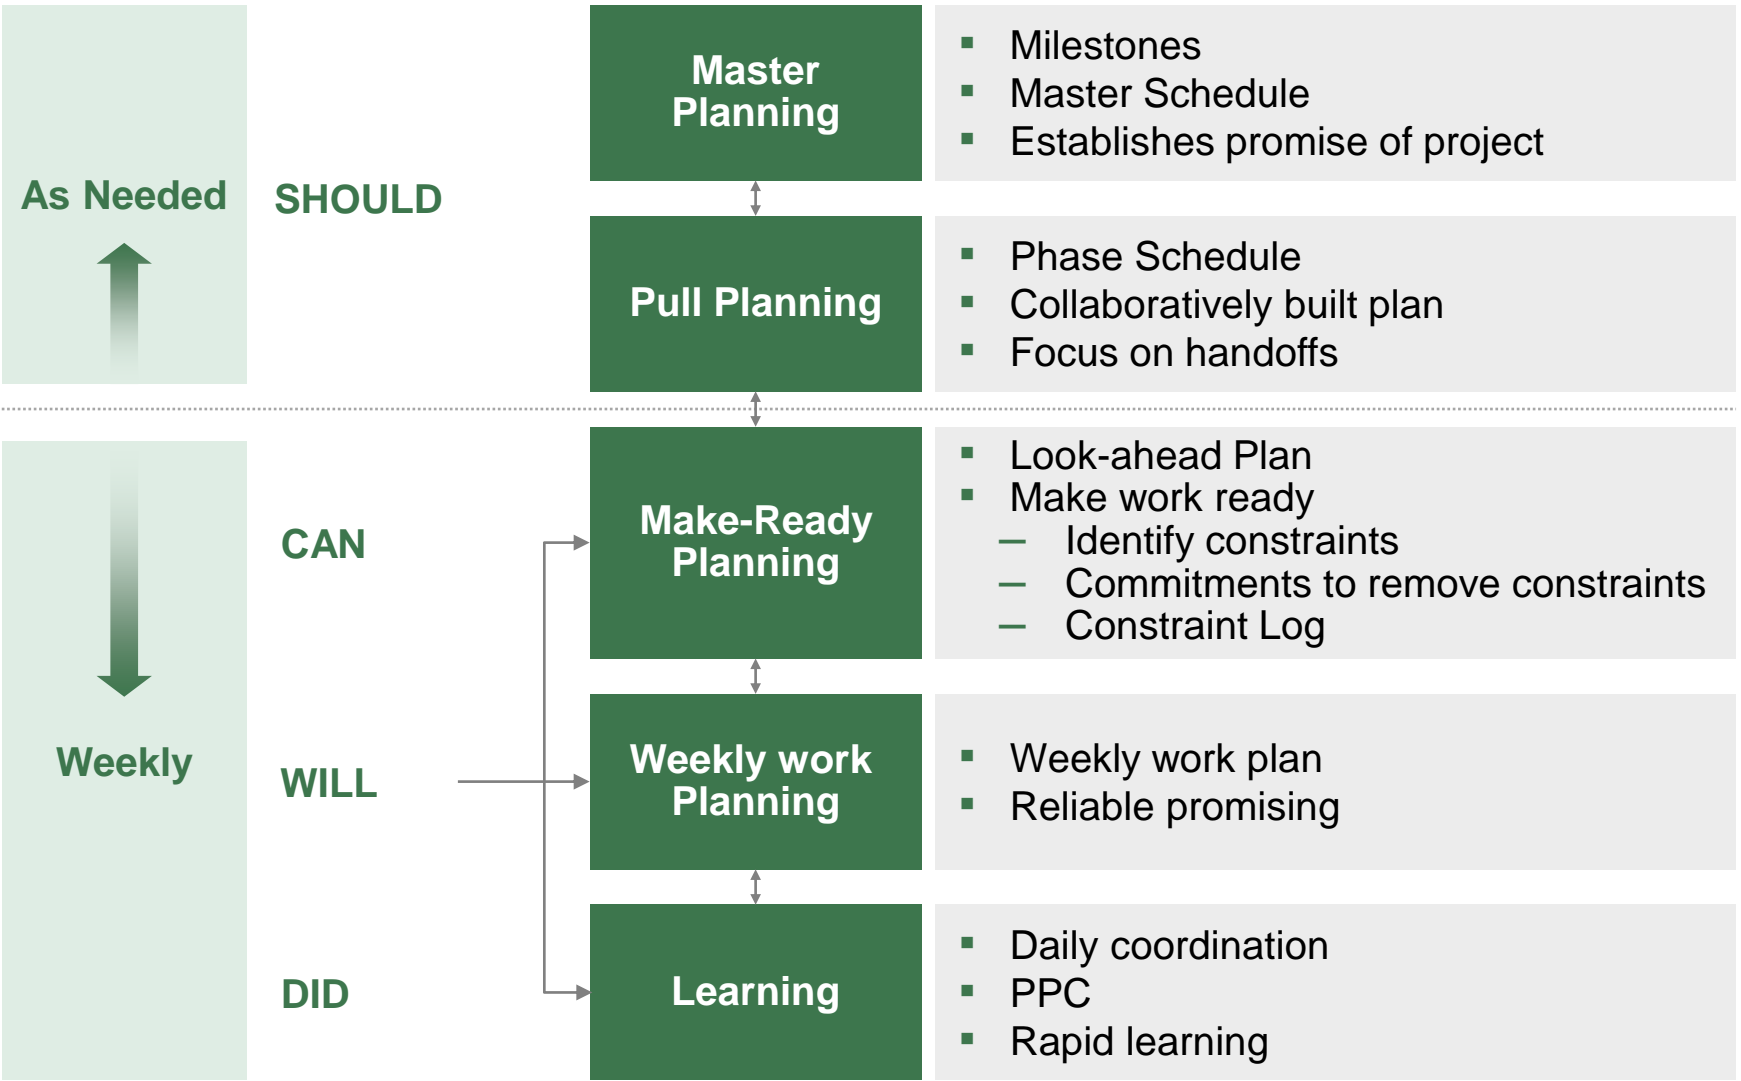 As Needed
SHOULD
Master
Planning
Milestones
Master Schedule
Establishes promise of project
Pull Planning
Phase Schedule
Collaboratively built plan
Focus on handoffs
Weekly
CAN
Make-Ready
Planning
Look-ahead Plan
Make work ready
Identify constraints
Commitments to remove constraints
Constraint Log
WILL
Weekly work
Planning
Weekly work plan
Reliable promising
DID
Learning
Daily coordination
PPC
Rapid learning